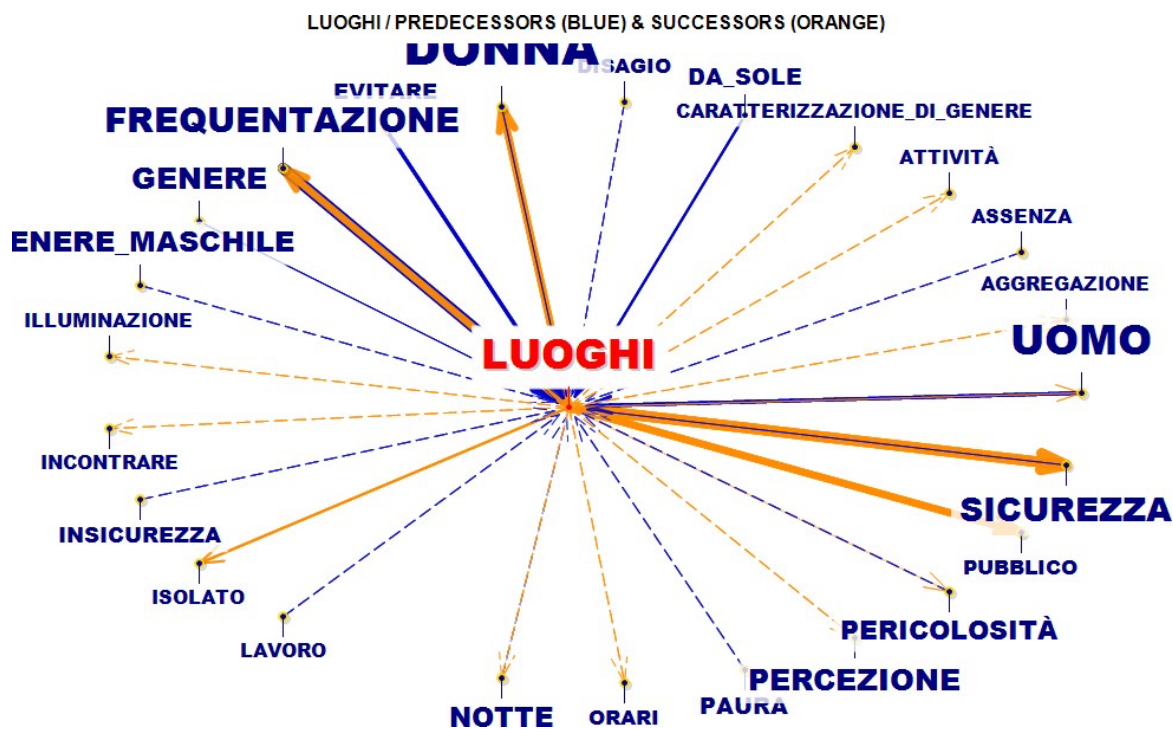 LUOGHI / PREDECESSORS (BLUE) & SUCCESSORS (ORANGE)
DONNA
DISAGIO
DA_SOLE
EVITARE
CARATTERIZZAZIONE_DI_GENERE
FREQUENTAZIONE
ATTIVITÀ
GENERE
ASSENZA
ENERE_MASCHILE
AGGREGAZIONE
ILLUMINAZIONE
UOMO
LUOGHI
INCONTRARE
SICUREZZA
INSICUREZZA
PUBBLICO
ISOLATO
PERICOLOSITÀ
LAVORO
PERCEZIONE
PAURA
NOTTE
ORARI